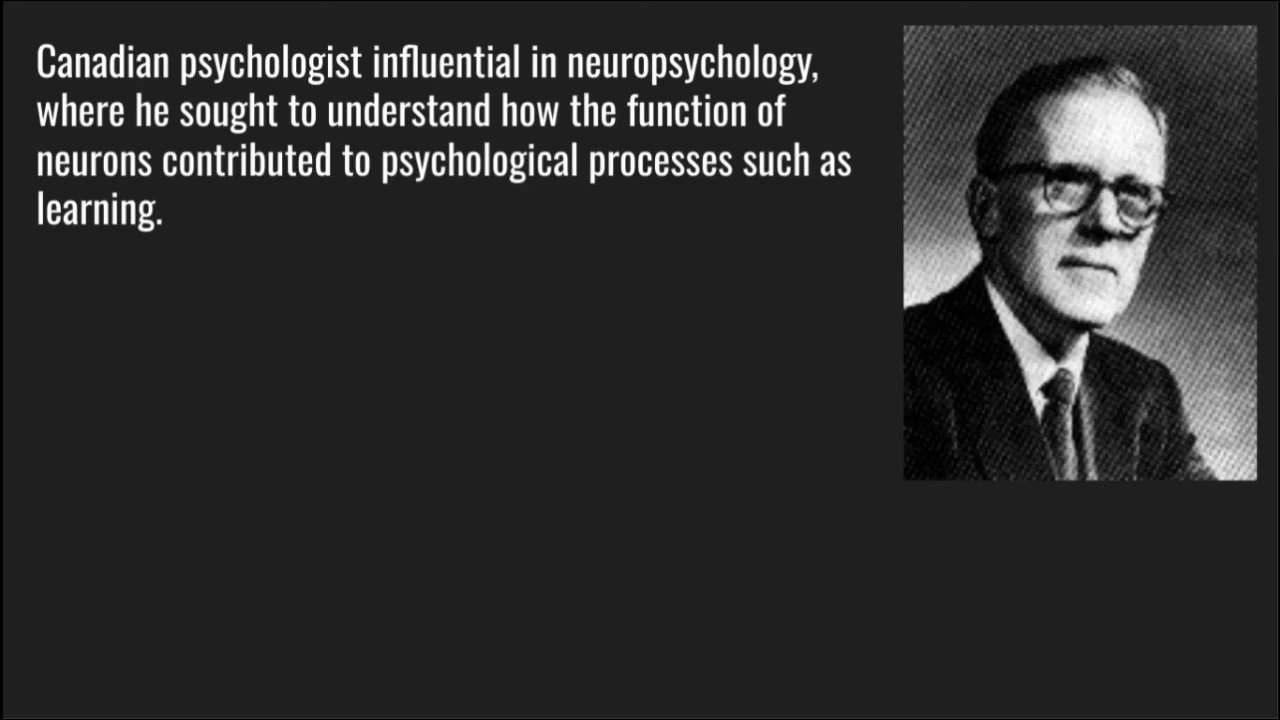 Canadian psychologist influential in neuropsychology,
where he sought to understand how the function of
neurons contributed to psychological processes such as
learning.